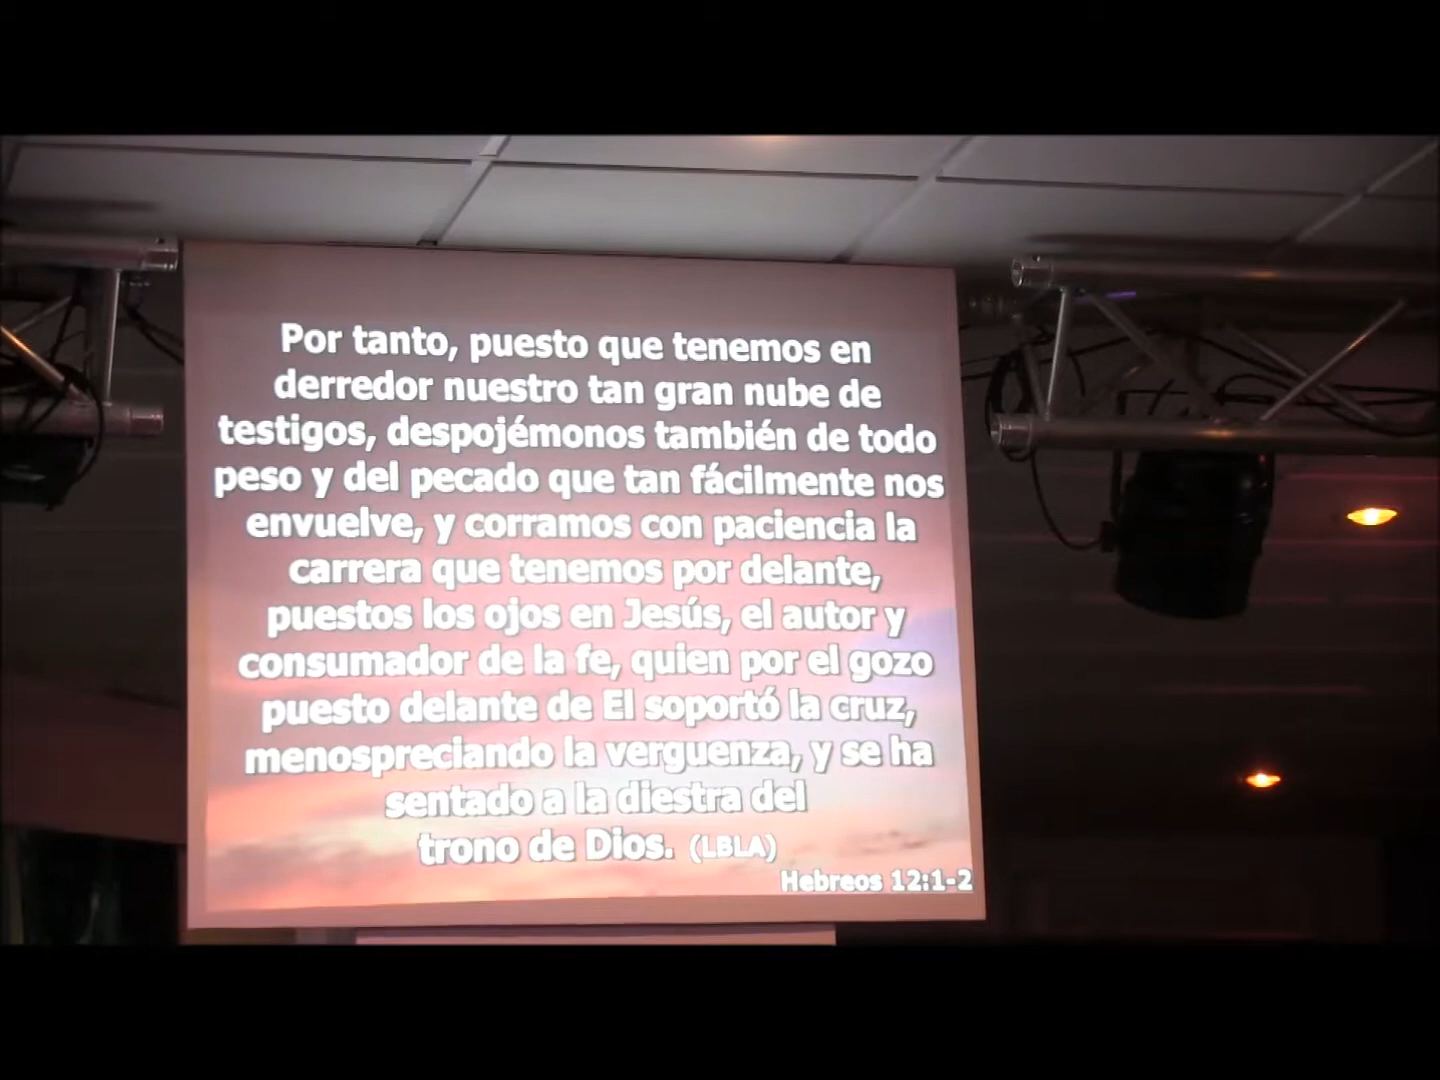 Por tanto, puesto que tenemos en
derredor nuestro tan gran nube de
testigos, despojémonos también de todo
peso y del pecado que tan fácilmente nos
envuelve, y corramos con paciencia la
carrera que tenemos por delante,
puestos los ojos en Jesús, el autor y
consumador de la fe, quien por el gozo
puesto delante de El soportó la cruz,
menospreciando la verguenza, y se ha
sentado a la diestra del
trono de Dios. (LBLA)
Hebreos 12:1-2